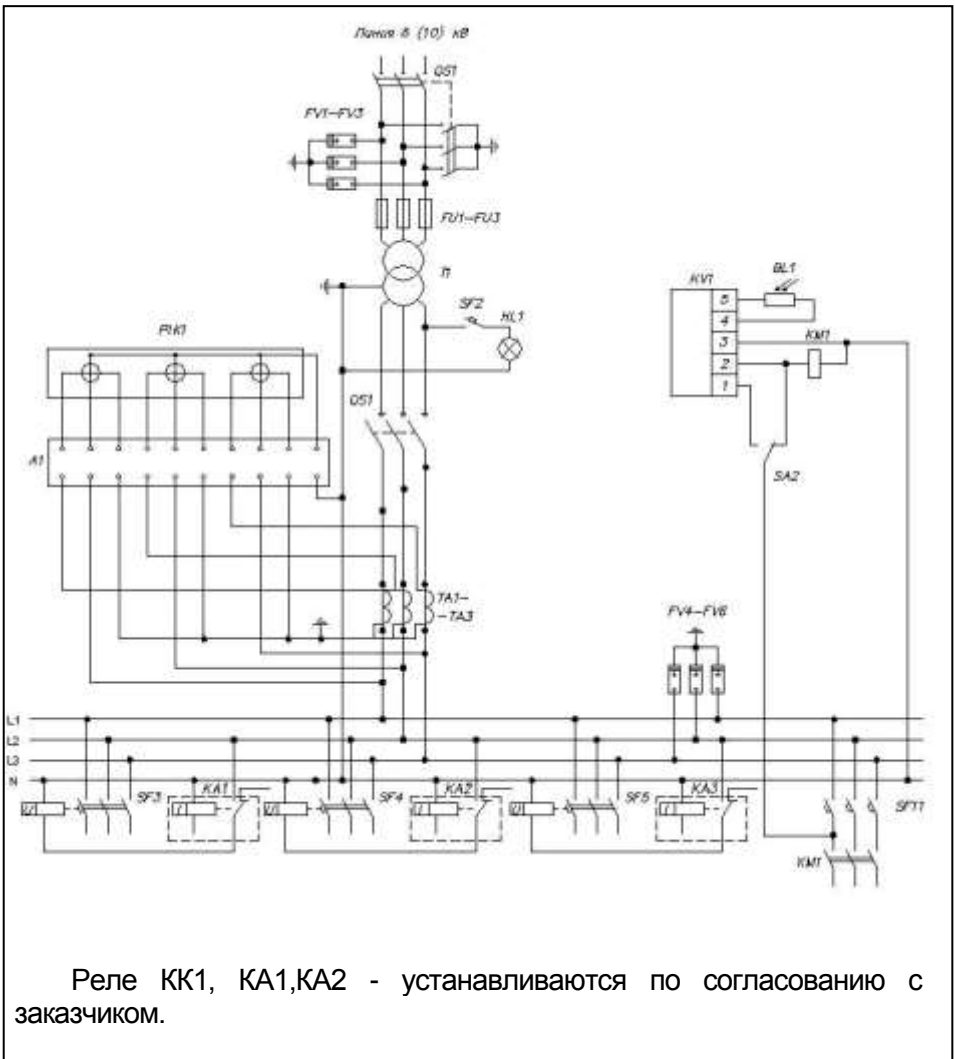 Линия 6 (10) кВ
QS1
FV1-FV3
FU1-FU3
SF2
HL1
PIK1
QS1
A1
KV1
BL1
5
4
3
2
1
KM1
SA2
TA1-
-TA3
FV4-FV6
L1
L2
L3
N
SF3
KA1
SF4
KA2
SF5
KA3
SF11
KM1
Реле КК1, КА1,КА2 - устанавливаются по согласованию с
заказчиком.